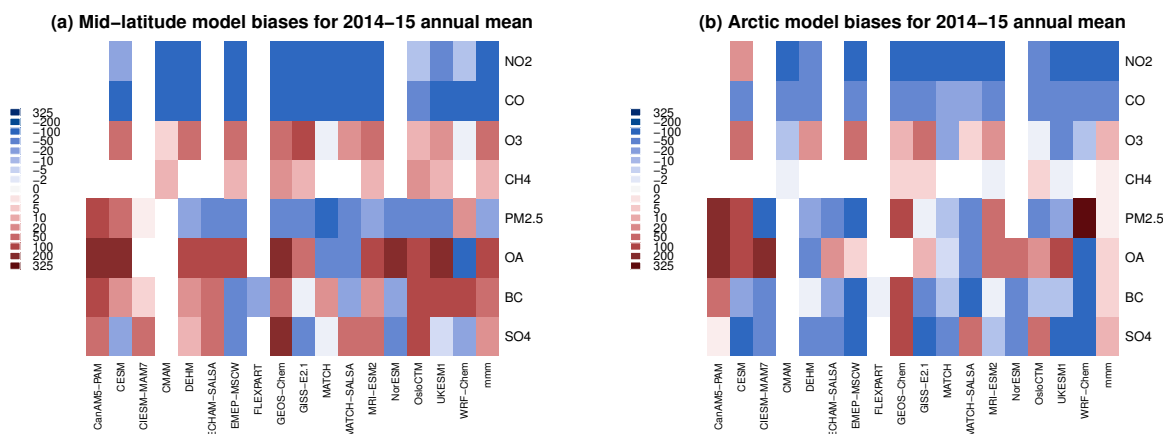 (a) Mid−latitude model biases for 2014−15 annual mean
NO2
CO
O3
CH4
PM2.5
OA
BC
SO4
325
−200
−100
−50
−20
−10
−5
−2
0
2
5
10
20
50
100
200
325
CanAM5−PAM
CESM
CIESM−MAM7
CMAM
DEHM
ECHAM−SALSA
EMEP−MSCW
FLEXPART
GEOS−Chem
GISS−E2.1
MATCH
MATCH−SALSA
MRI−ESM2
NorESM
OsloCTM
UKESM1
WRF−Chem
mmm
(b) Arctic model biases for 2014−15 annual mean
NO2
CO
O3
CH4
PM2.5
OA
BC
SO4
325
−200
−100
−50
−20
−10
−5
−2
0
2
5
10
20
50
100
200
325
CanAM5−PAM
CESM
CIESM−MAM7
CMAM
DEHM
ECHAM−SALSA
EMEP−MSCW
FLEXPART
GEOS−Chem
GISS−E2.1
MATCH
MATCH−SALSA
MRI−ESM2
NorESM
OsloCTM
UKESM1
WRF−Chem
mmm